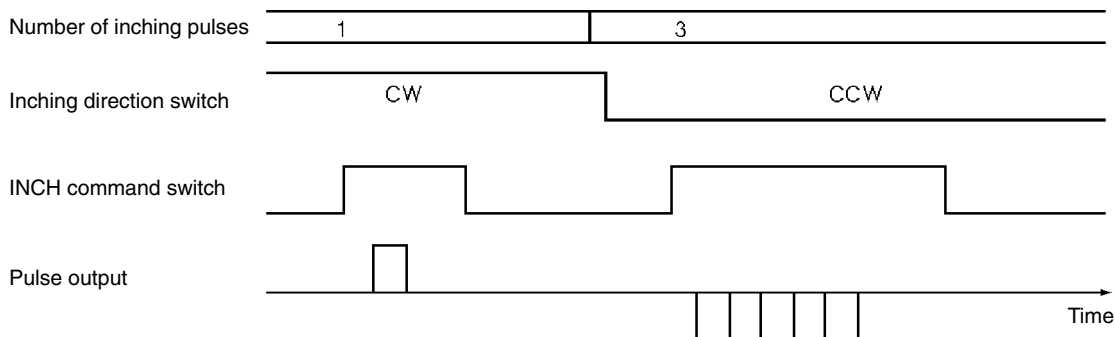 Number of inching pulses 1 3
Inching direction switch CW CCW
INCH command switch
Pulse output
Time